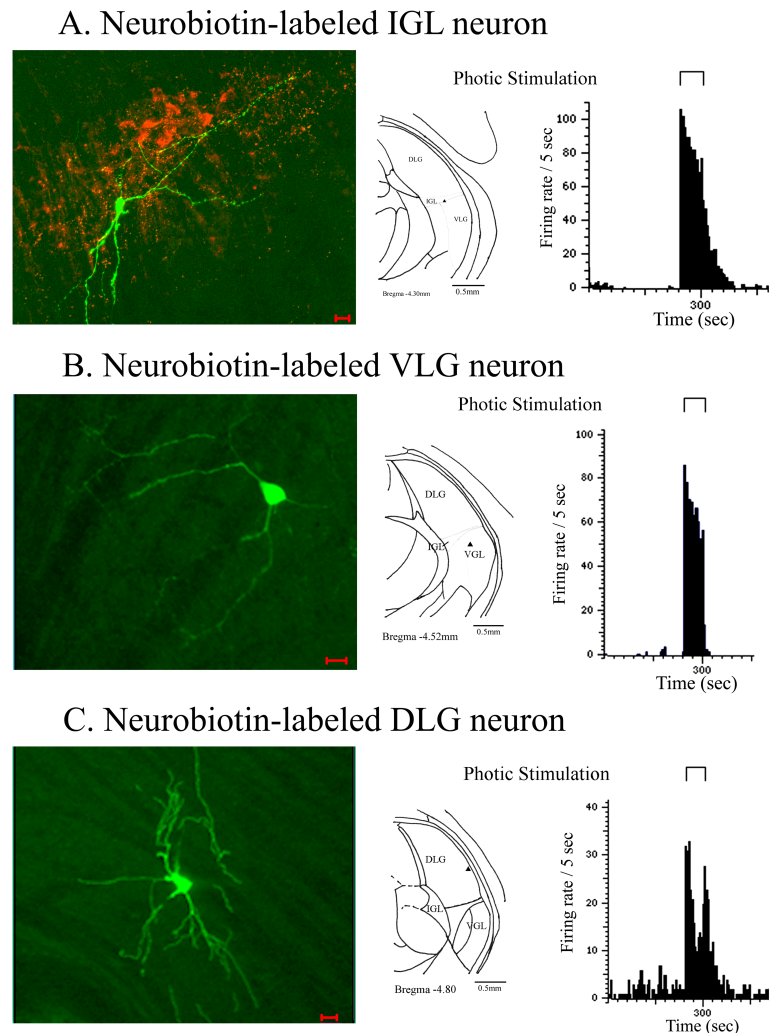 A. Neurobiotin-labeled IGL neuron
Photic Stimulation
DLG
IGL
VLG
Bregma -4.30mm
0.5mm
Firing rate / 5 sec
100
80
60
40
20
0
300
Time (sec)
B. Neurobiotin-labeled VLG neuron
Photic Stimulation
DLG
IGL
VGL
Bregma -4.52mm
0.5mm
Firing rate / 5 sec
100
80
60
40
20
0
300
Time (sec)
C. Neurobiotin-labeled DLG neuron
Photic Stimulation
DLG
IGL
VGL
Bregma -4.80
0.5mm
Firing rate / 5 sec
40
30
20
10
0
300
Time (sec)